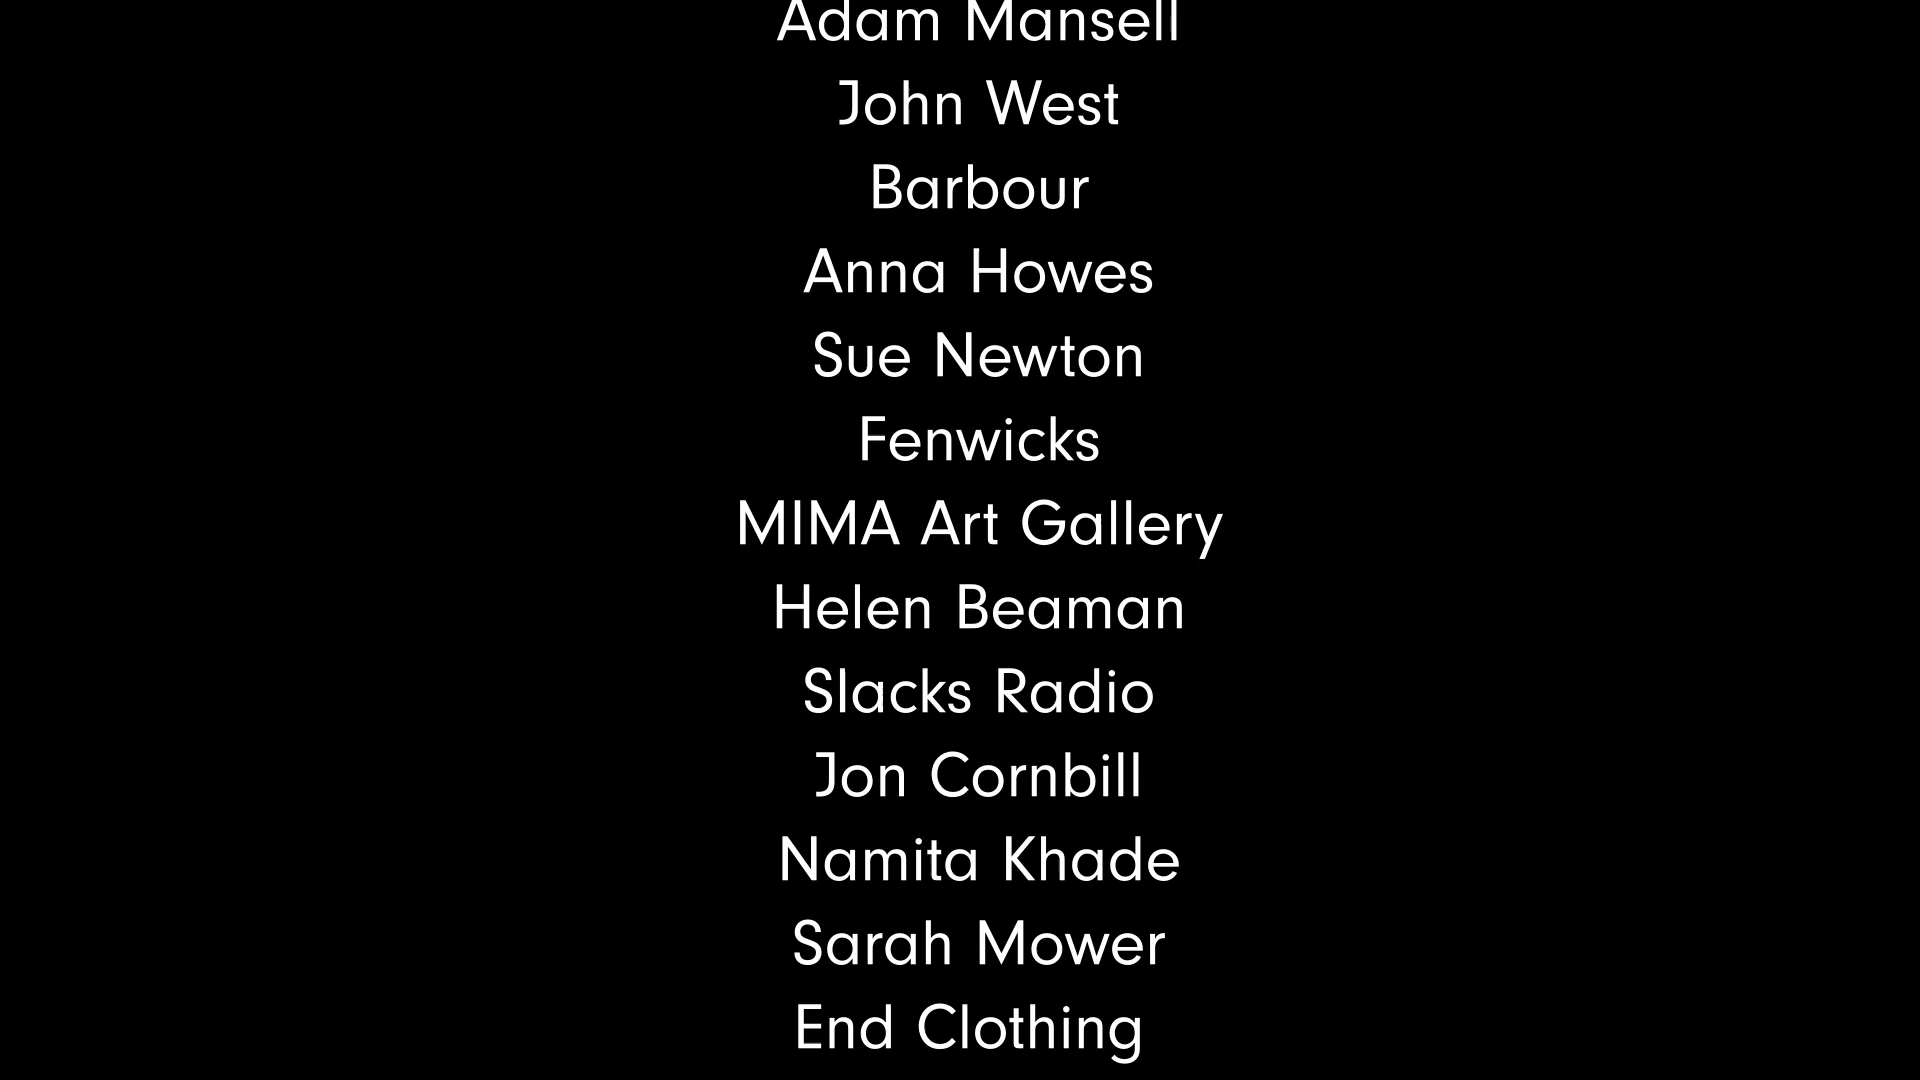 Adam Mansell
John West
Barbour
Anna Howes
Sue Newton
Fenwicks
MIMA Art Gallery
Helen Beaman
Slacks Radio
Jon Cornbill
Namita Khade
Sarah Mower
End Clothing